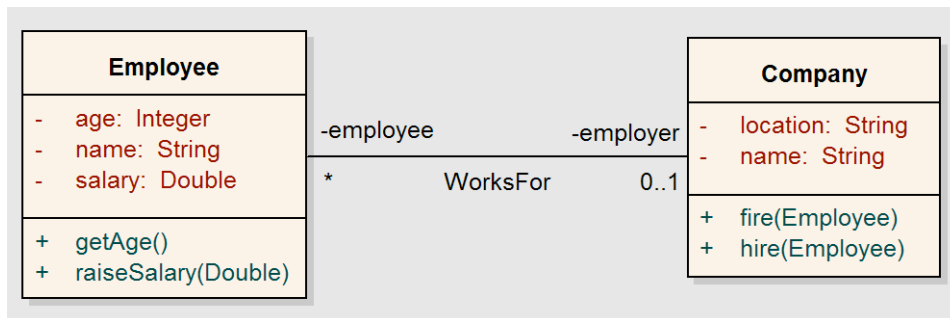 Employee
- age: Integer
- name: String
- salary: Double
+ getAge()
+ raiseSalary(Double)
-employee
-employer
*
WorksFor
0..1
Company
- location: String
- name: String
+ fire(Employee)
+ hire(Employee)